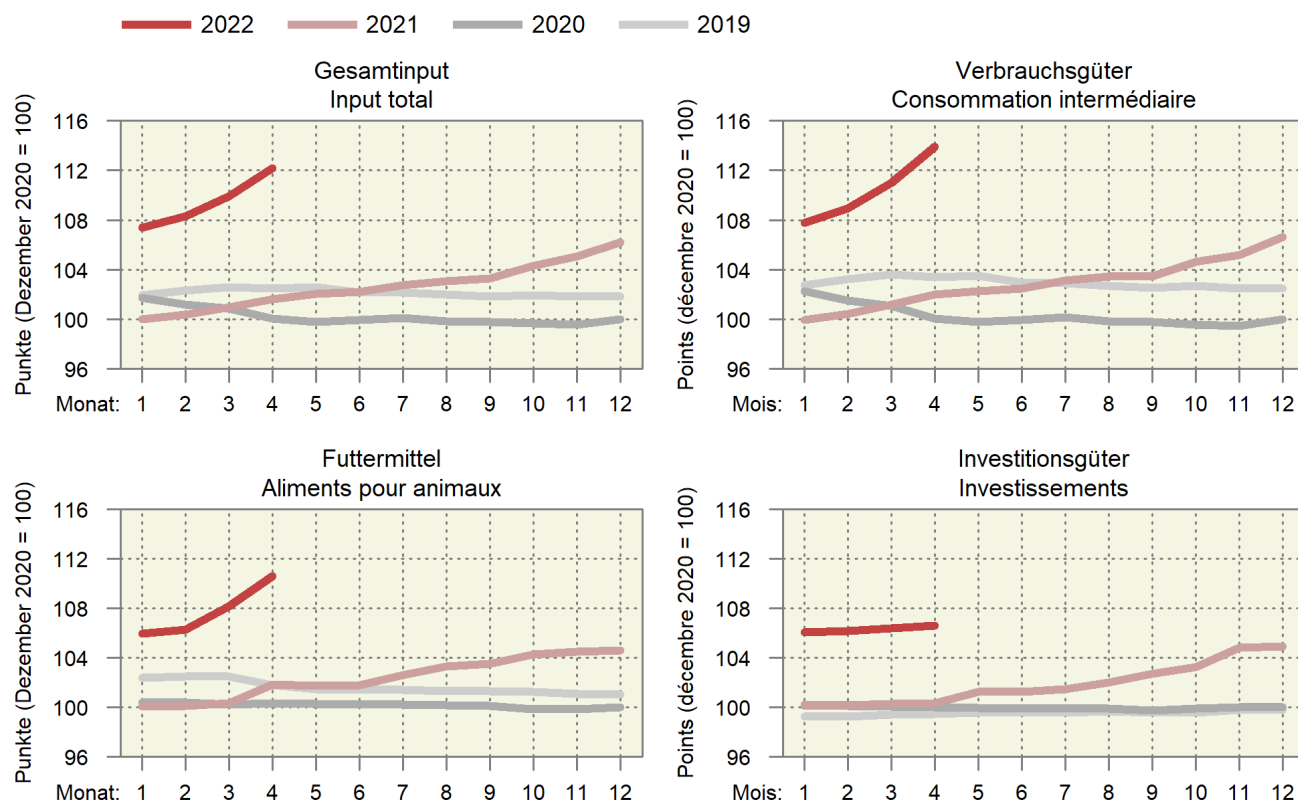 2022 2021 2020 2019
Gesamtinput
Input total
Punkte (Dezember 2020 = 100)
116
112
108
104
100
96
Monat: 1 2 3 4 5 6 7 8 9 10 11 12
Verbrauchsgüter
Consommation intermédiaire
Points (décembre 2020 = 100)
116
112
108
104
100
96
Mois: 1 2 3 4 5 6 7 8 9 10 11 12
Futtermittel
Aliments pour animaux
Punkte (Dezember 2020 = 100)
116
112
108
104
100
96
Monat: 1 2 3 4 5 6 7 8 9 10 11 12
Investitionsgüter
Investissements
Points (décembre 2020 = 100)
116
112
108
104
100
96
Mois: 1 2 3 4 5 6 7 8 9 10 11 12